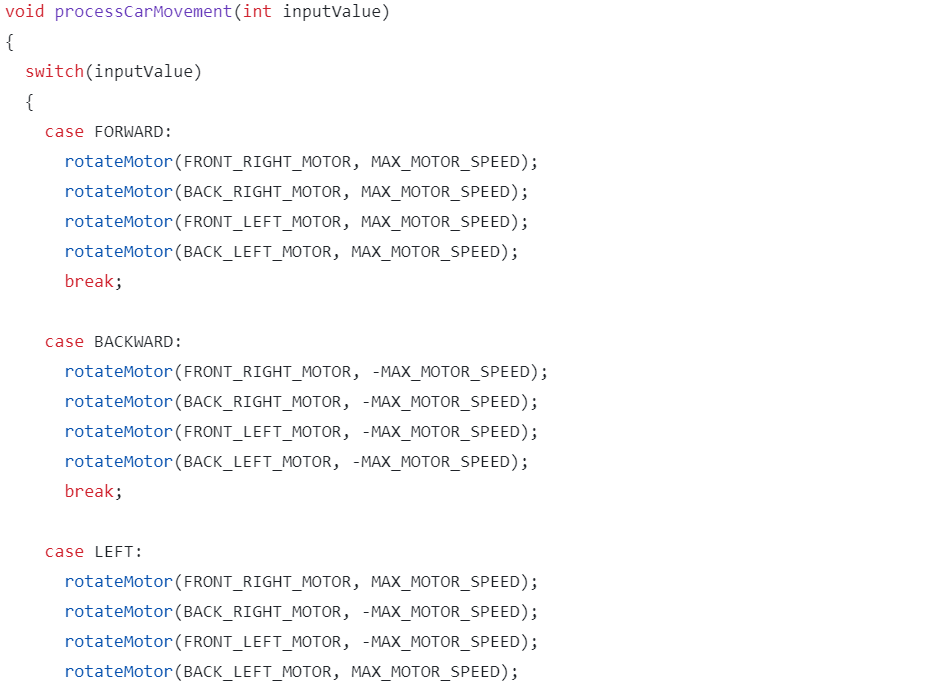 void processCarMovement(int inputValue)
{
  switch(inputValue)
  {
    case FORWARD:
      rotateMotor(FRONT_RIGHT_MOTOR, MAX_MOTOR_SPEED);
      rotateMotor(BACK_RIGHT_MOTOR, MAX_MOTOR_SPEED);
      rotateMotor(FRONT_LEFT_MOTOR, MAX_MOTOR_SPEED);
      rotateMotor(BACK_LEFT_MOTOR, MAX_MOTOR_SPEED);
      break;

    case BACKWARD:
      rotateMotor(FRONT_RIGHT_MOTOR, -MAX_MOTOR_SPEED);
      rotateMotor(BACK_RIGHT_MOTOR, -MAX_MOTOR_SPEED);
      rotateMotor(FRONT_LEFT_MOTOR, -MAX_MOTOR_SPEED);
      rotateMotor(BACK_LEFT_MOTOR, -MAX_MOTOR_SPEED);
      break;

    case LEFT:
      rotateMotor(FRONT_RIGHT_MOTOR, MAX_MOTOR_SPEED);
      rotateMotor(BACK_RIGHT_MOTOR, -MAX_MOTOR_SPEED);
      rotateMotor(FRONT_LEFT_MOTOR, -MAX_MOTOR_SPEED);
      rotateMotor(BACK_LEFT_MOTOR, MAX_MOTOR_SPEED);